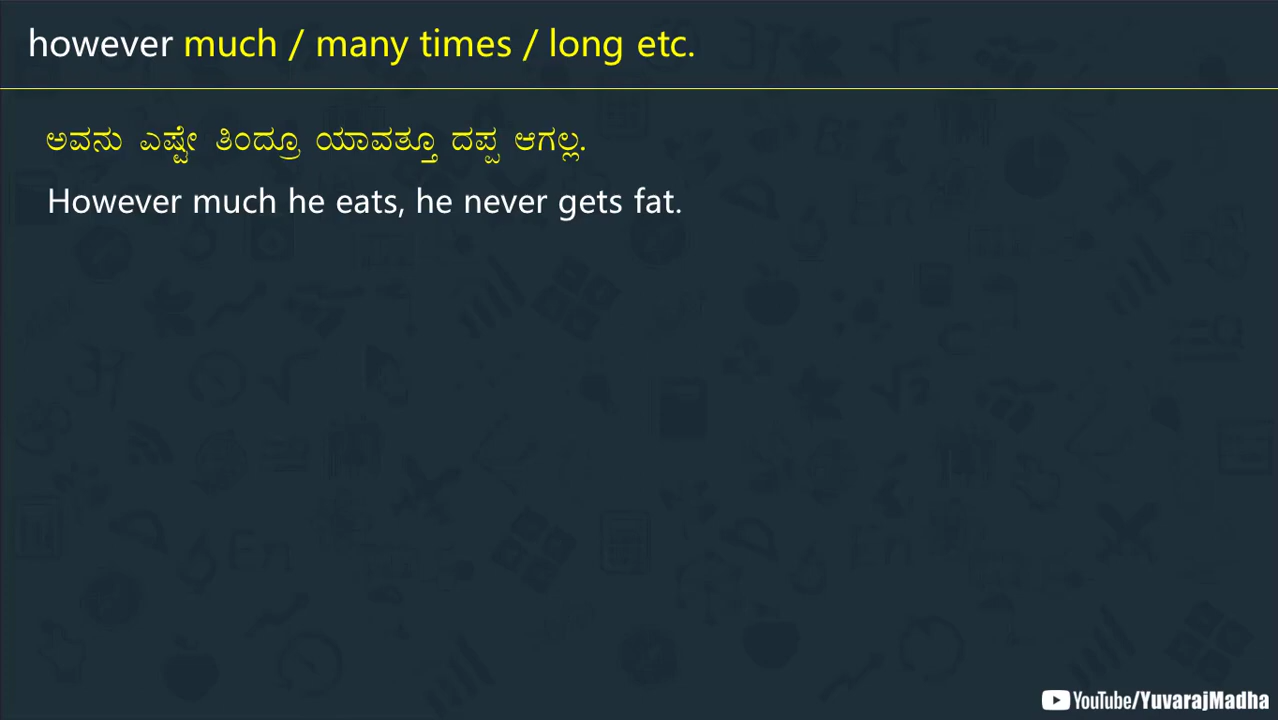 however much / many times / long etc.
ಅವನು ಎಷ್ಟೇ ತಿಂದ್ರೂ ಯಾವತ್ತೂ ದಪ್ಪ ಆಗಲ್ಲ.
However much he eats, he never gets fat.
YouTube/YuvarajMadha